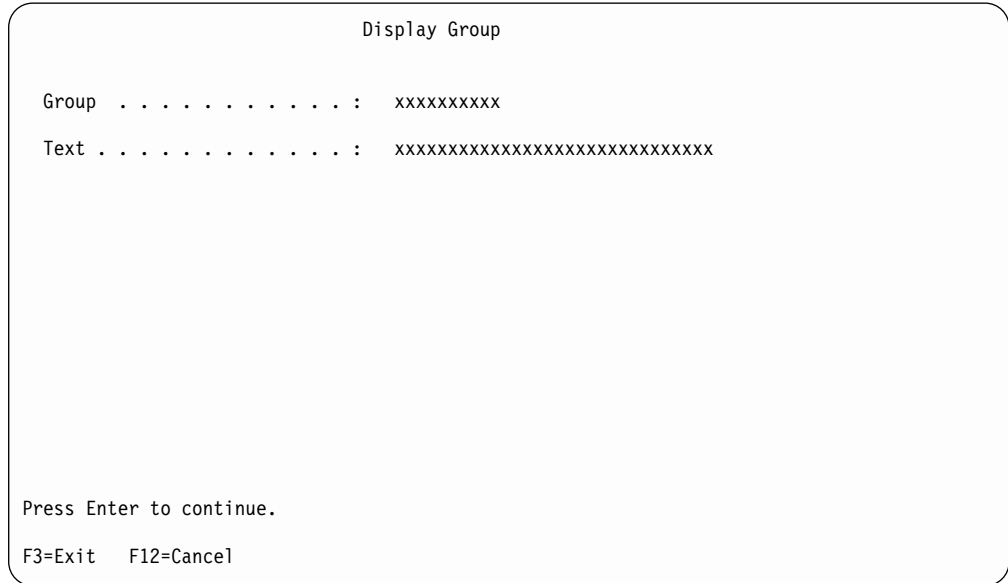 Display Group
Group . . . . . . . . . . . : xxxxxxxxxx
Text . . . . . . . . . . . . : xxxxxxxxxxxxxxxxxxxxxxxxxxxxxx
Press Enter to continue.
F3=Exit F12=Cancel